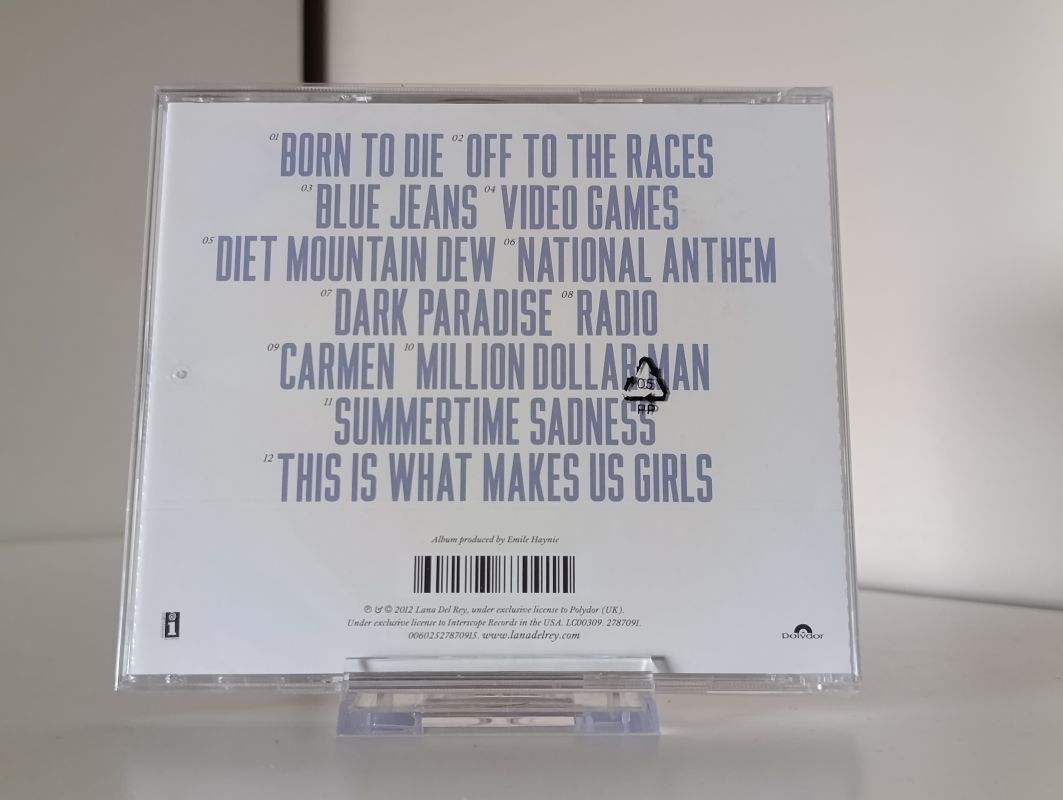 01 BORN TO DIE 02 OFF TO THE RACES
03 BLUE JEANS 04 VIDEO GAMES
05 DIET MOUNTAIN DEW 06 NATIONAL ANTHEM
07 DARK PARADISE 08 RADIO
09 CARMEN 10 MILLION DOLLAR MAN
05
PP
11 SUMMERTIME SADNESS
12 THIS IS WHAT MAKES US GIRLS
Album produced by Emile Haynie
℗ & © 2012 Lana Del Rey, under exclusive license to Polydor (UK).
Under exclusive license to Interscope Records in the USA. LC00309. 2787091.
00602527870915. www.lanadelrey.com
i
polydor